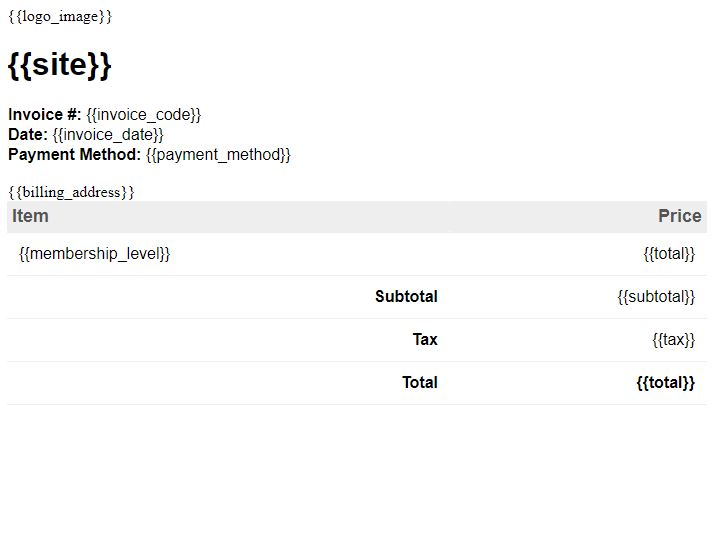 {{logo_image}}
{{site}}
Invoice #: {{invoice_code}}
Date: {{invoice_date}}
Payment Method: {{payment_method}}
{{billing_address}}
Item Price
{{membership_level}} {{total}}
Subtotal {{subtotal}}
Tax {{tax}}
Total {{total}}